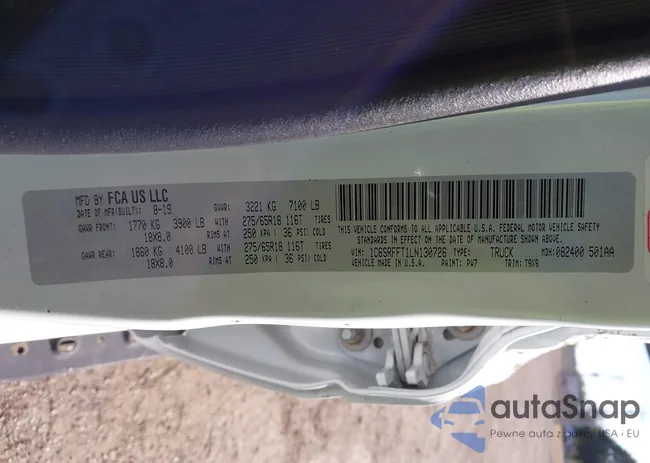 MFD BY FCA US LLC
DATE OF MFR(BUILT): 8-19
GVWR: 3221 KG 7100 LB
GAWR FRONT: 1770 KG 3900 LB 275/65R18 116T TIRES
18X8.0 RIMS AT 250 KPA ( 36 PSI) COLD
GAWR REAR: 1860 KG 4100 LB 275/65R18 116T TIRES
18X8.0 RIMS AT 250 KPA ( 36 PSI) COLD
THIS VEHICLE CONFORMS TO ALL APPLICABLE U.S.A. FEDERAL MOTOR VEHICLE SAFETY
STANDARDS IN EFFECT ON THE DATE OF MANUFACTURE SHOWN ABOVE.
VIN: 1C6SRFFT1LN130726 TYPE: TRUCK MDH: 082400 501AA
VEHICLE MADE IN U.S.A. PAINT: PW7 TRIM: T9X9
autaSnap
Pewne auta z aukcji USA i EU